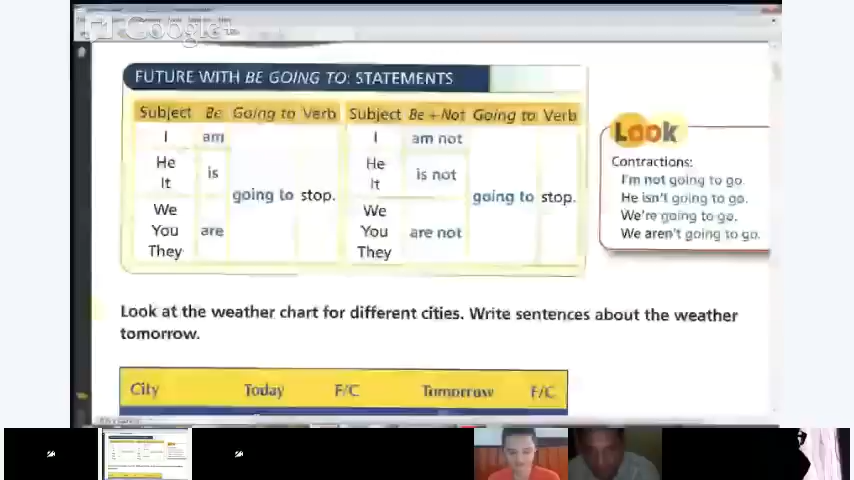 Google+
FUTURE WITH BE GOING TO: STATEMENTS
Subject Be Going to Verb Subject Be + Not Going to Verb
I am I am not
He He
is is not
It It
going to stop. going to stop.
We We
You are You are not
They They
Look
Contractions:
I'm not going to go.
He isn't going to go.
We're going to go.
We aren't going to go.
Look at the weather chart for different cities. Write sentences about the weather
tomorrow.
City Today F/C Tomorrow F/C